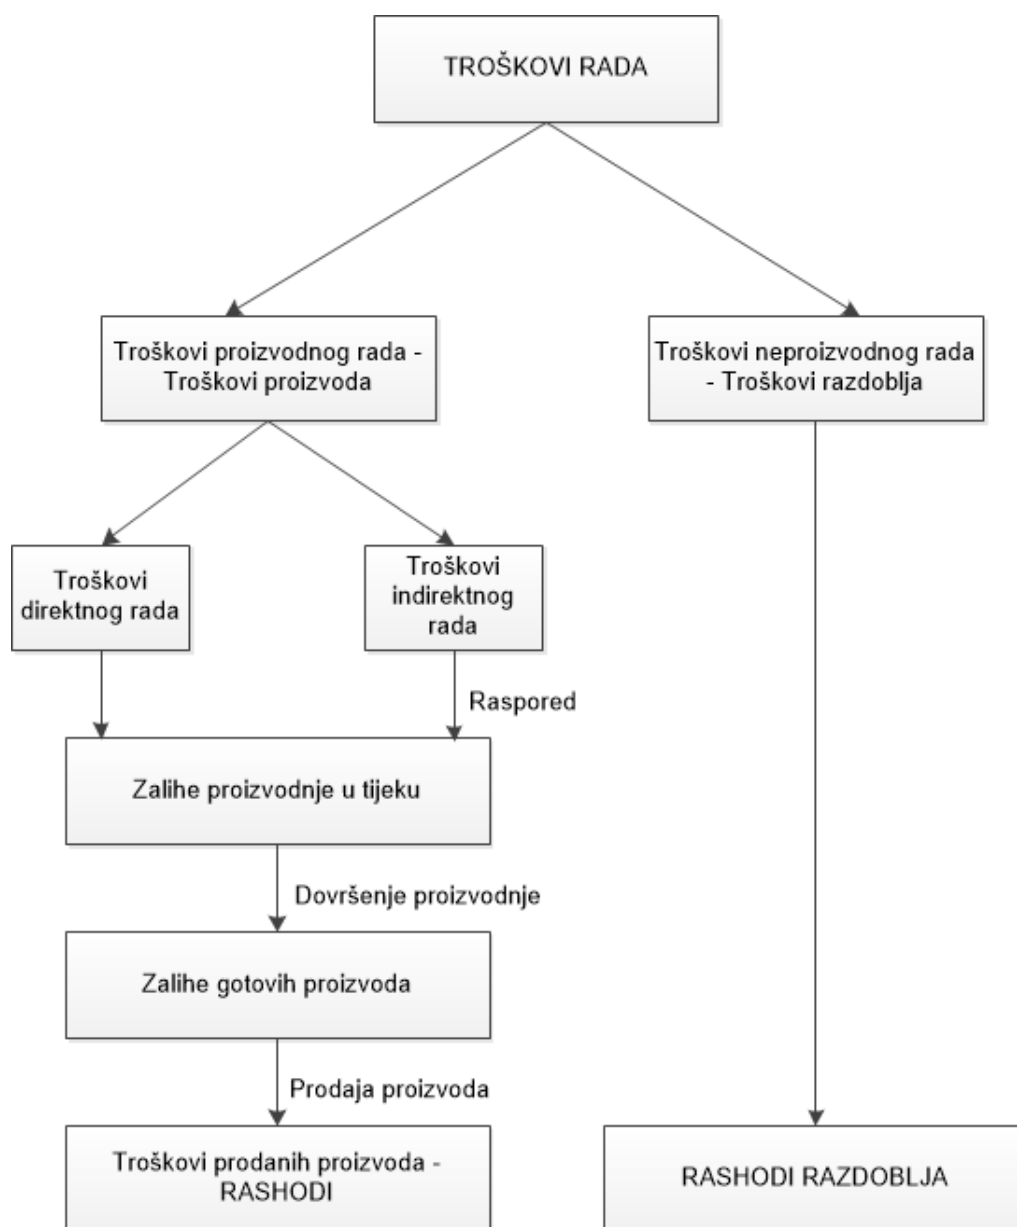 TROŠKOVI RADA
Troškovi proizvodnog rada -
Troškovi proizvoda
Troškovi neproizvodnog rada
- Troškovi razdoblja
Troškovi
direktnog rada
Troškovi
indirektnog
rada
Raspored
Zalihe proizvodnje u tijeku
Dovršenje proizvodnje
Zalihe gotovih proizvoda
Prodaja proizvoda
Troškovi prodanih proizvoda -
RASHODI
RASHODI RAZDOBLJA